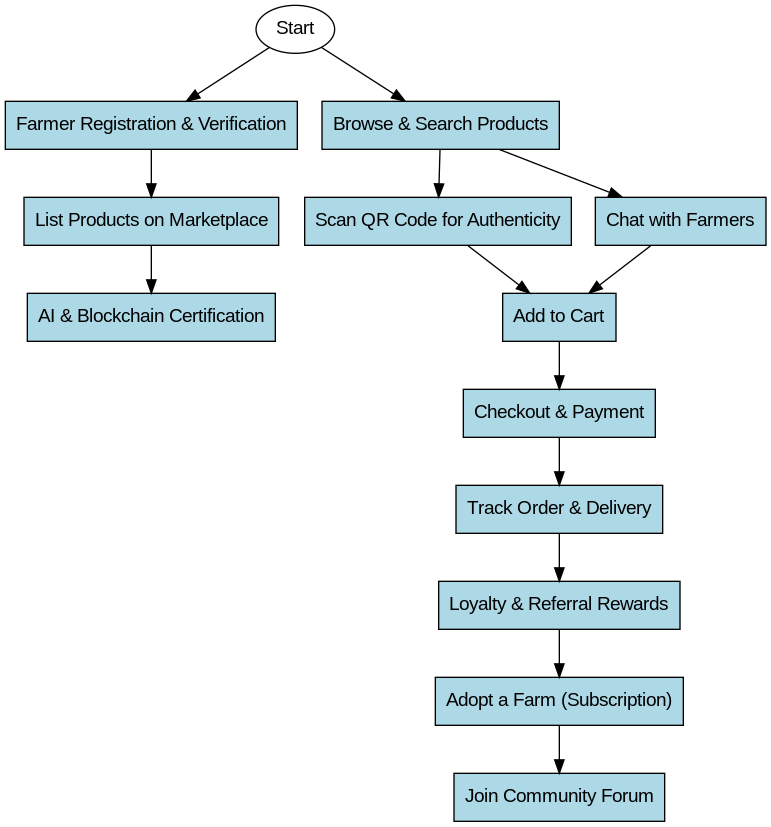 Start
Farmer Registration & Verification
Browse & Search Products
List Products on Marketplace
Scan QR Code for Authenticity
Chat with Farmers
AI & Blockchain Certification
Add to Cart
Checkout & Payment
Track Order & Delivery
Loyalty & Referral Rewards
Adopt a Farm (Subscription)
Join Community Forum